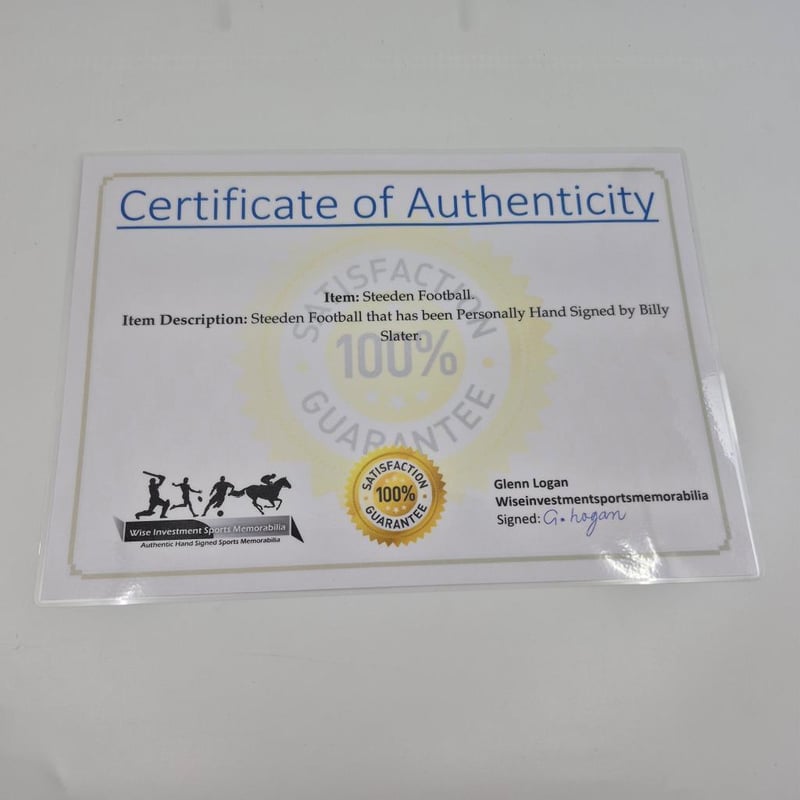 Certificate of Authenticity
SATISFACTION
100%
GUARANTEE
Item: Steeden Football.
Item Description: Steeden Football that has been Personally Hand Signed by Billy
Slater.
SATISFACTION
100%
GUARANTEE
Wise Investment Sports Memorabilia
Authentic Hand Signed Sports Memorabilia
Glenn Logan
Wiseinvestmentsportsmemorabilia
Signed: G. Logan